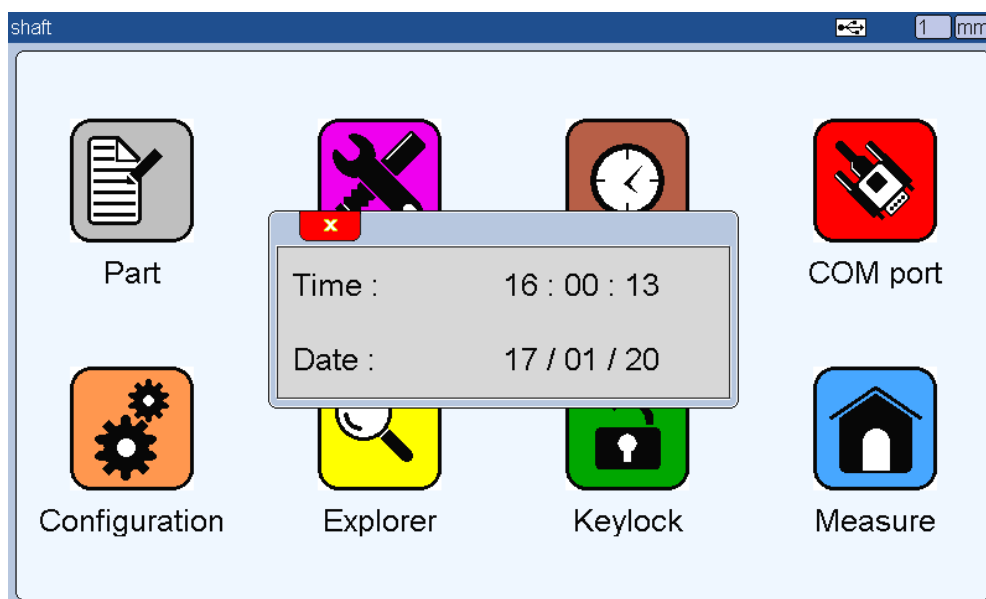 shaft
1 mm
Part
COM port
x
Time : 16 : 00 : 13
Date : 17 / 01 / 20
Configuration
Explorer
Keylock
Measure